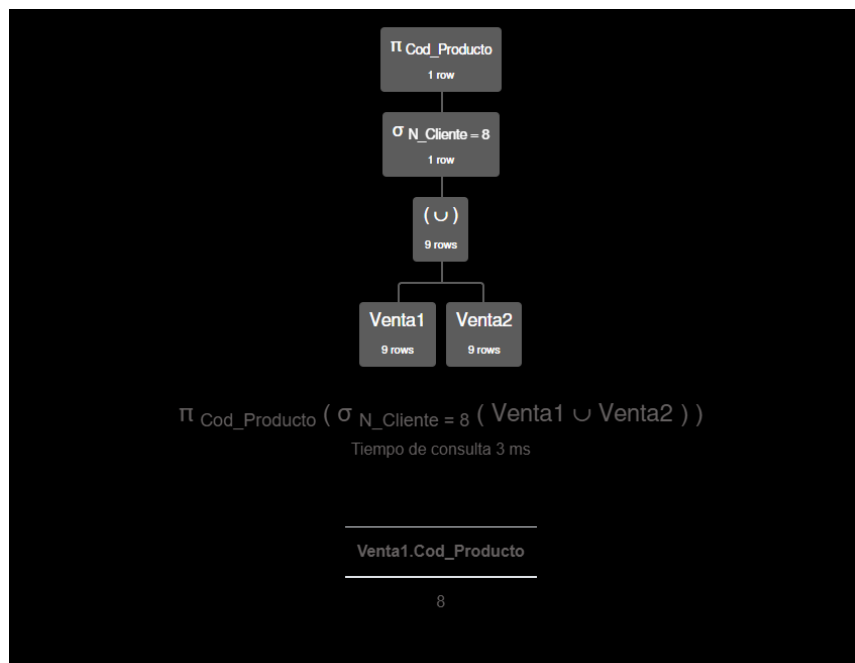 π Cod_Producto
1 row
σ N_Cliente = 8
1 row
( ∪ )
9 rows
Venta1 Venta2
9 rows 9 rows
π Cod_Producto ( σ N_Cliente = 8 ( Venta1 ∪ Venta2 ) )
Tiempo de consulta 3 ms
Venta1.Cod_Producto
8